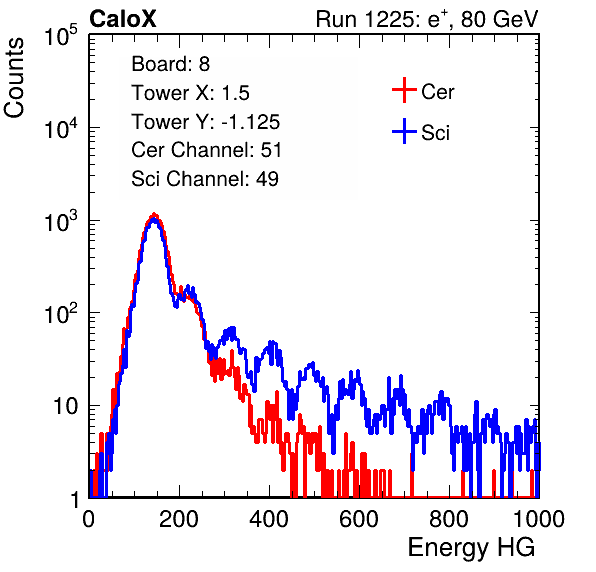 CaloX Run 1225: e⁺, 80 GeV
Counts
Board: 8
Tower X: 1.5
Tower Y: -1.125
Cer Channel: 51
Sci Channel: 49
Cer
Sci
10⁵
10⁴
10³
10²
10
1
0 200 400 600 800 1000
Energy HG